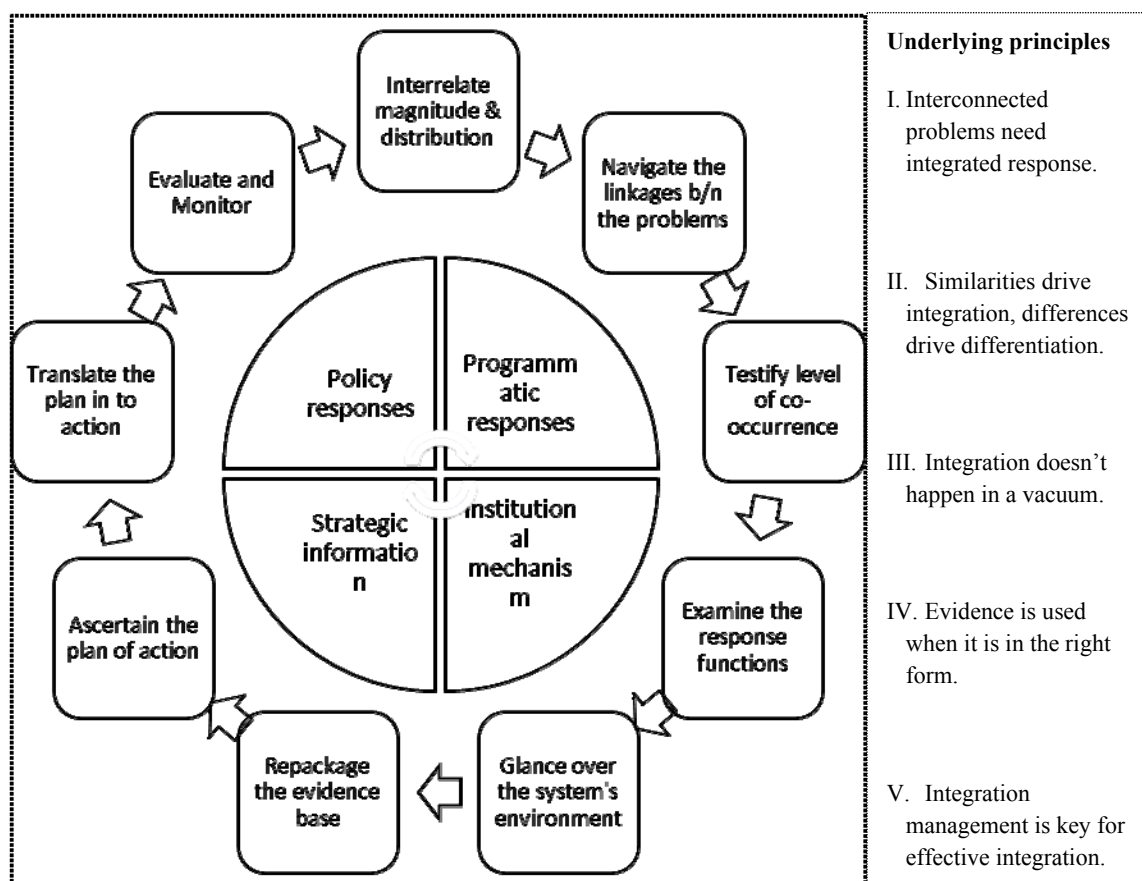 Interrelate
magnitude &
distribution
Navigate the
linkages b/n
the problems
Testify level
of co-
occurrence
Examine the
response
functions
Glance over
the system's
environment
Repackage
the evidence
base
Ascertain the
plan of action
Translate the
plan in to
action
Evaluate and
Monitor
Policy
responses
Programm
atic
responses
Strategic
informatio
n
Institution
al
mechanis
m
Underlying principles
I. Interconnected
problems need
integrated response.
II. Similarities drive
integration, differences
drive differentiation.
III. Integration doesn’t
happen in a vacuum.
IV. Evidence is used
when it is in the right
form.
V. Integration
management is key for
effective integration.